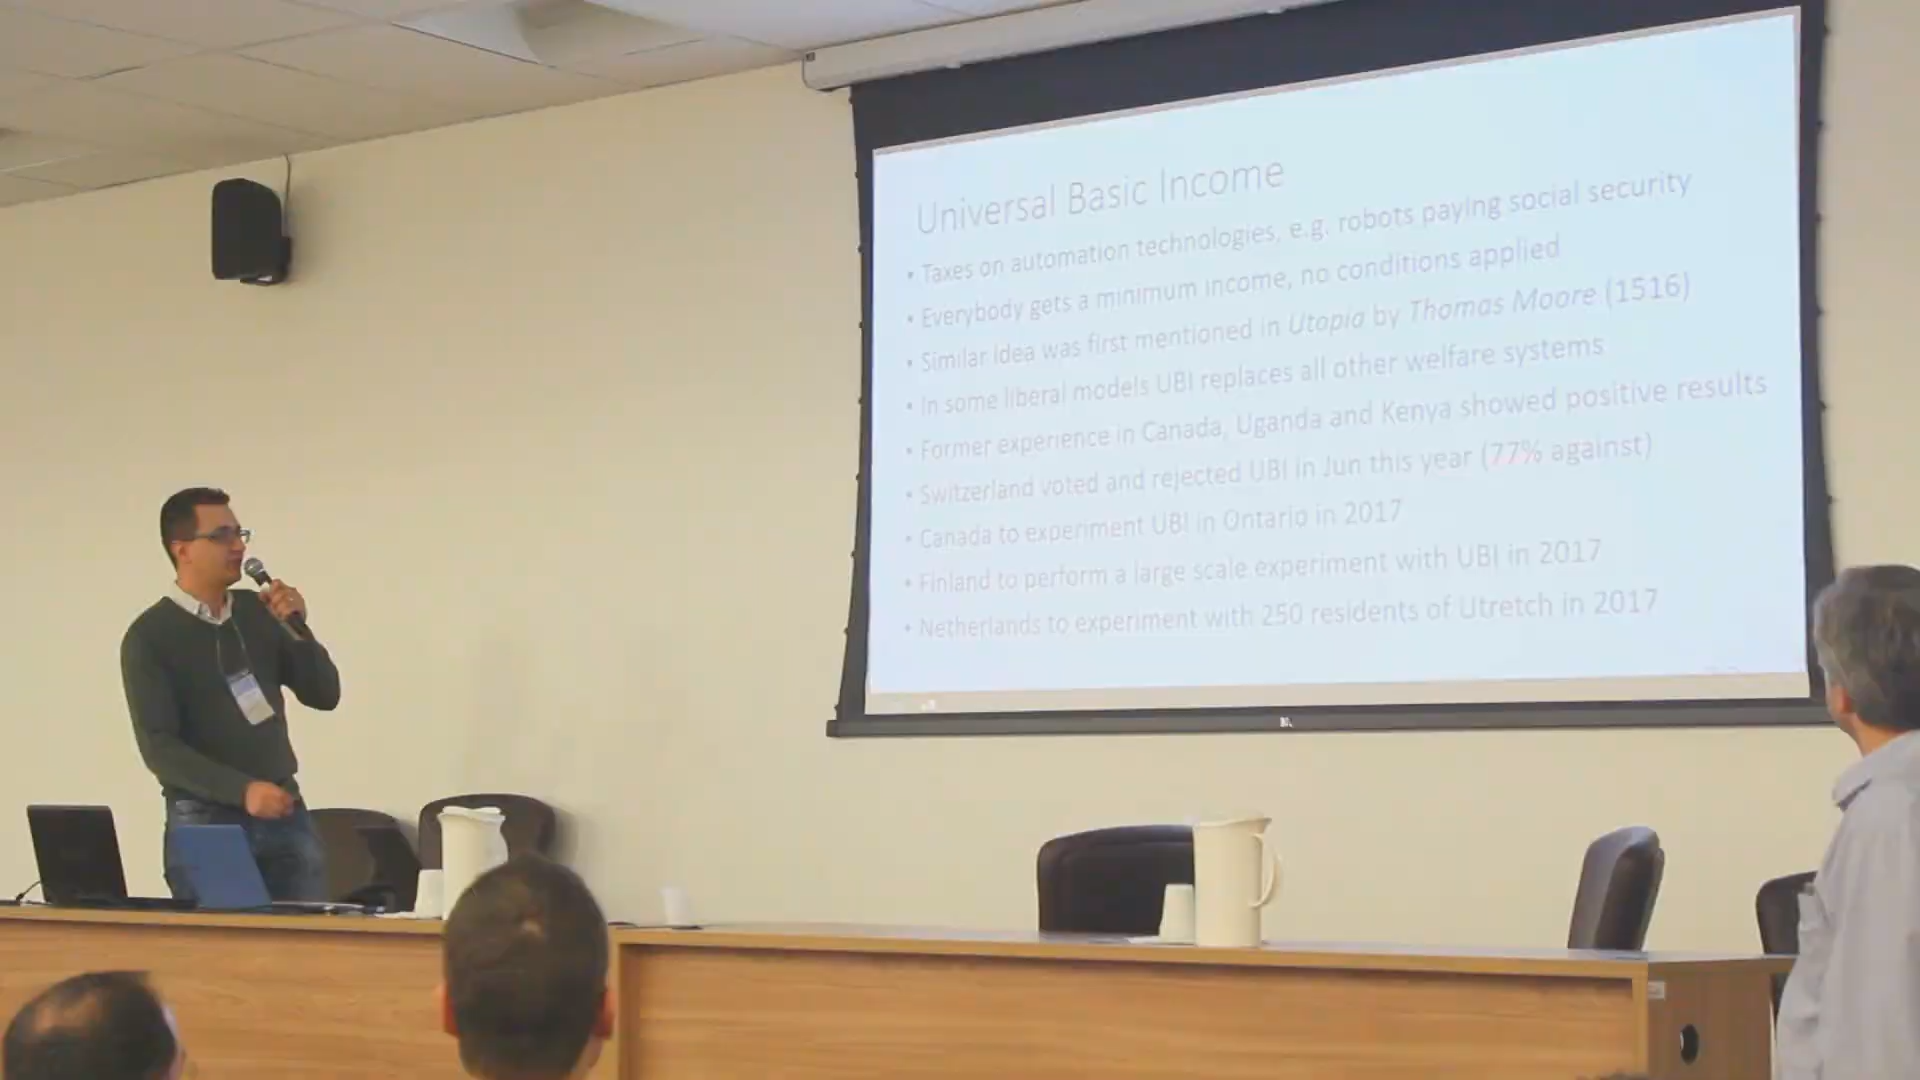 Universal Basic Income
• Taxes on automation technologies, e.g. robots paying social security
• Everybody gets a minimum income, no conditions applied
• Similar idea was first mentioned in Utopia by Thomas Moore (1516)
• In some liberal models UBI replaces all other welfare systems
• Former experience in Canada, Uganda and Kenya showed positive results
• Switzerland voted and rejected UBI in Jun this year (77% against)
• Canada to experiment UBI in Ontario in 2017
• Finland to perform a large scale experiment with UBI in 2017
• Netherlands to experiment with 250 residents of Utretch in 2017